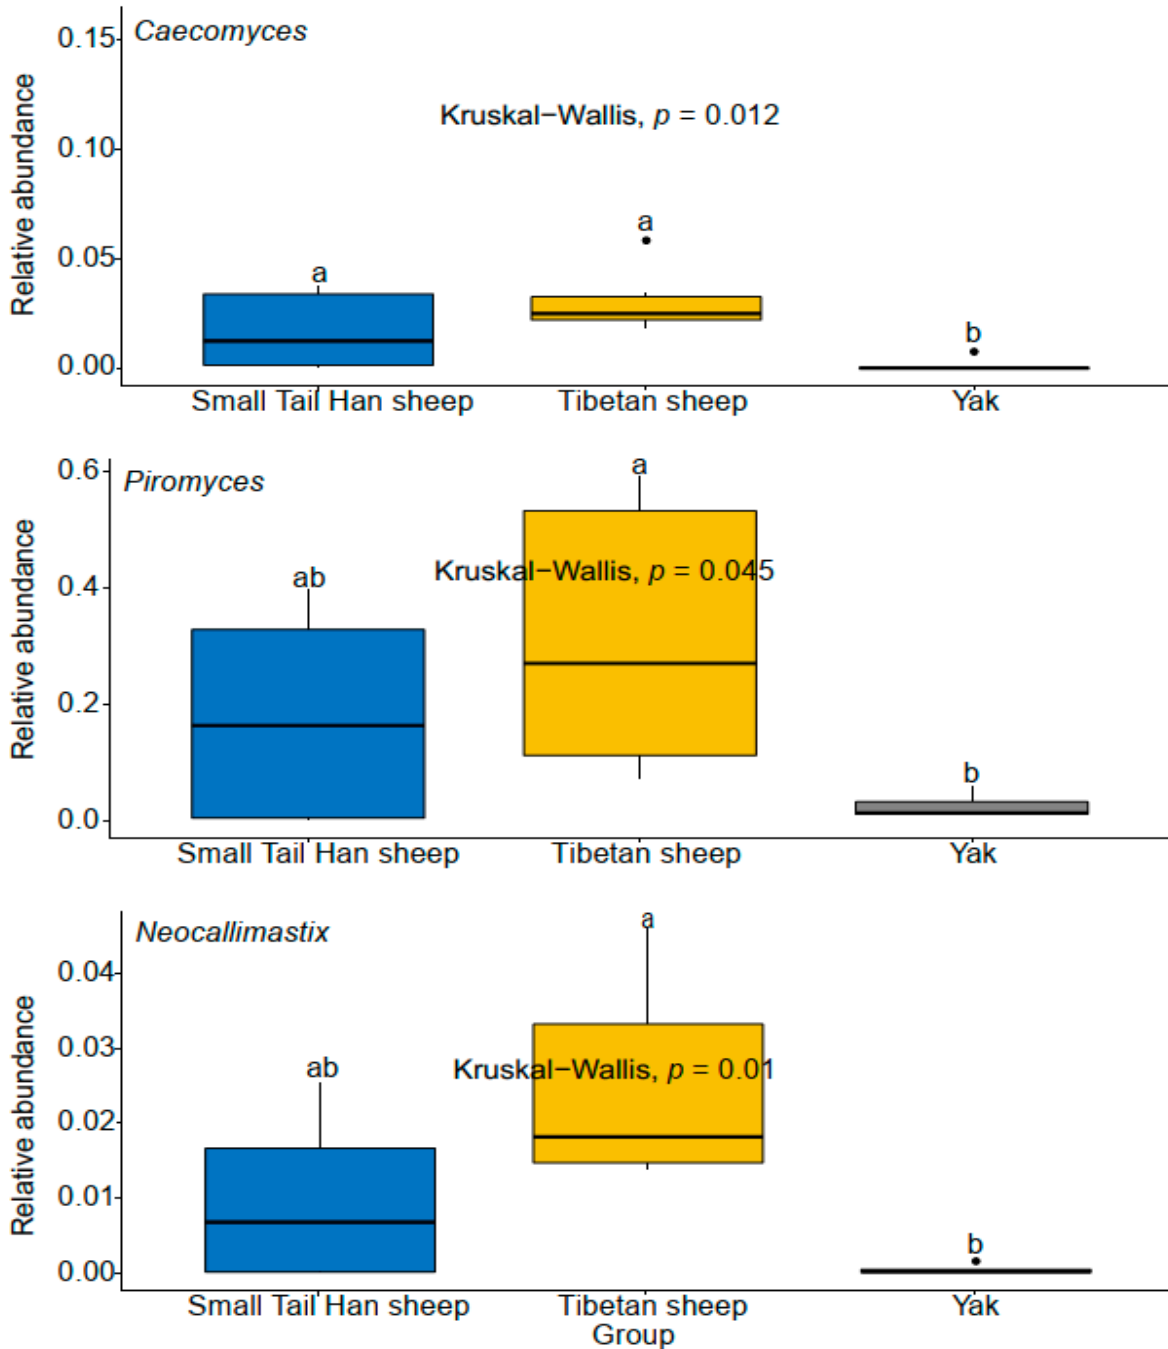 Caecomyces
Relative abundance
0.15
0.10
0.05
0.00
Kruskal−Wallis, p = 0.012
a
a
b
Small Tail Han sheep
Tibetan sheep
Yak
Piromyces
Relative abundance
0.6
0.4
0.2
0.0
Kruskal−Wallis, p = 0.045
ab
a
b
Small Tail Han sheep
Tibetan sheep
Yak
Neocallimastix
Relative abundance
0.04
0.03
0.02
0.01
0.00
Kruskal−Wallis, p = 0.01
ab
a
b
Small Tail Han sheep
Tibetan sheep
Yak
Group